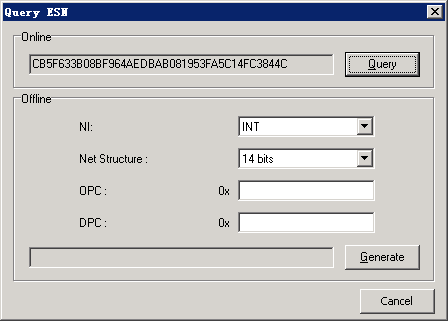 Query ESN
Online
CB5F633B08BF964AEDBAB081953FA5C14FC3844C
Query
Offline
NI: INT
Net Structure : 14 bits
OPC : 0x
DPC : 0x
Generate
Cancel